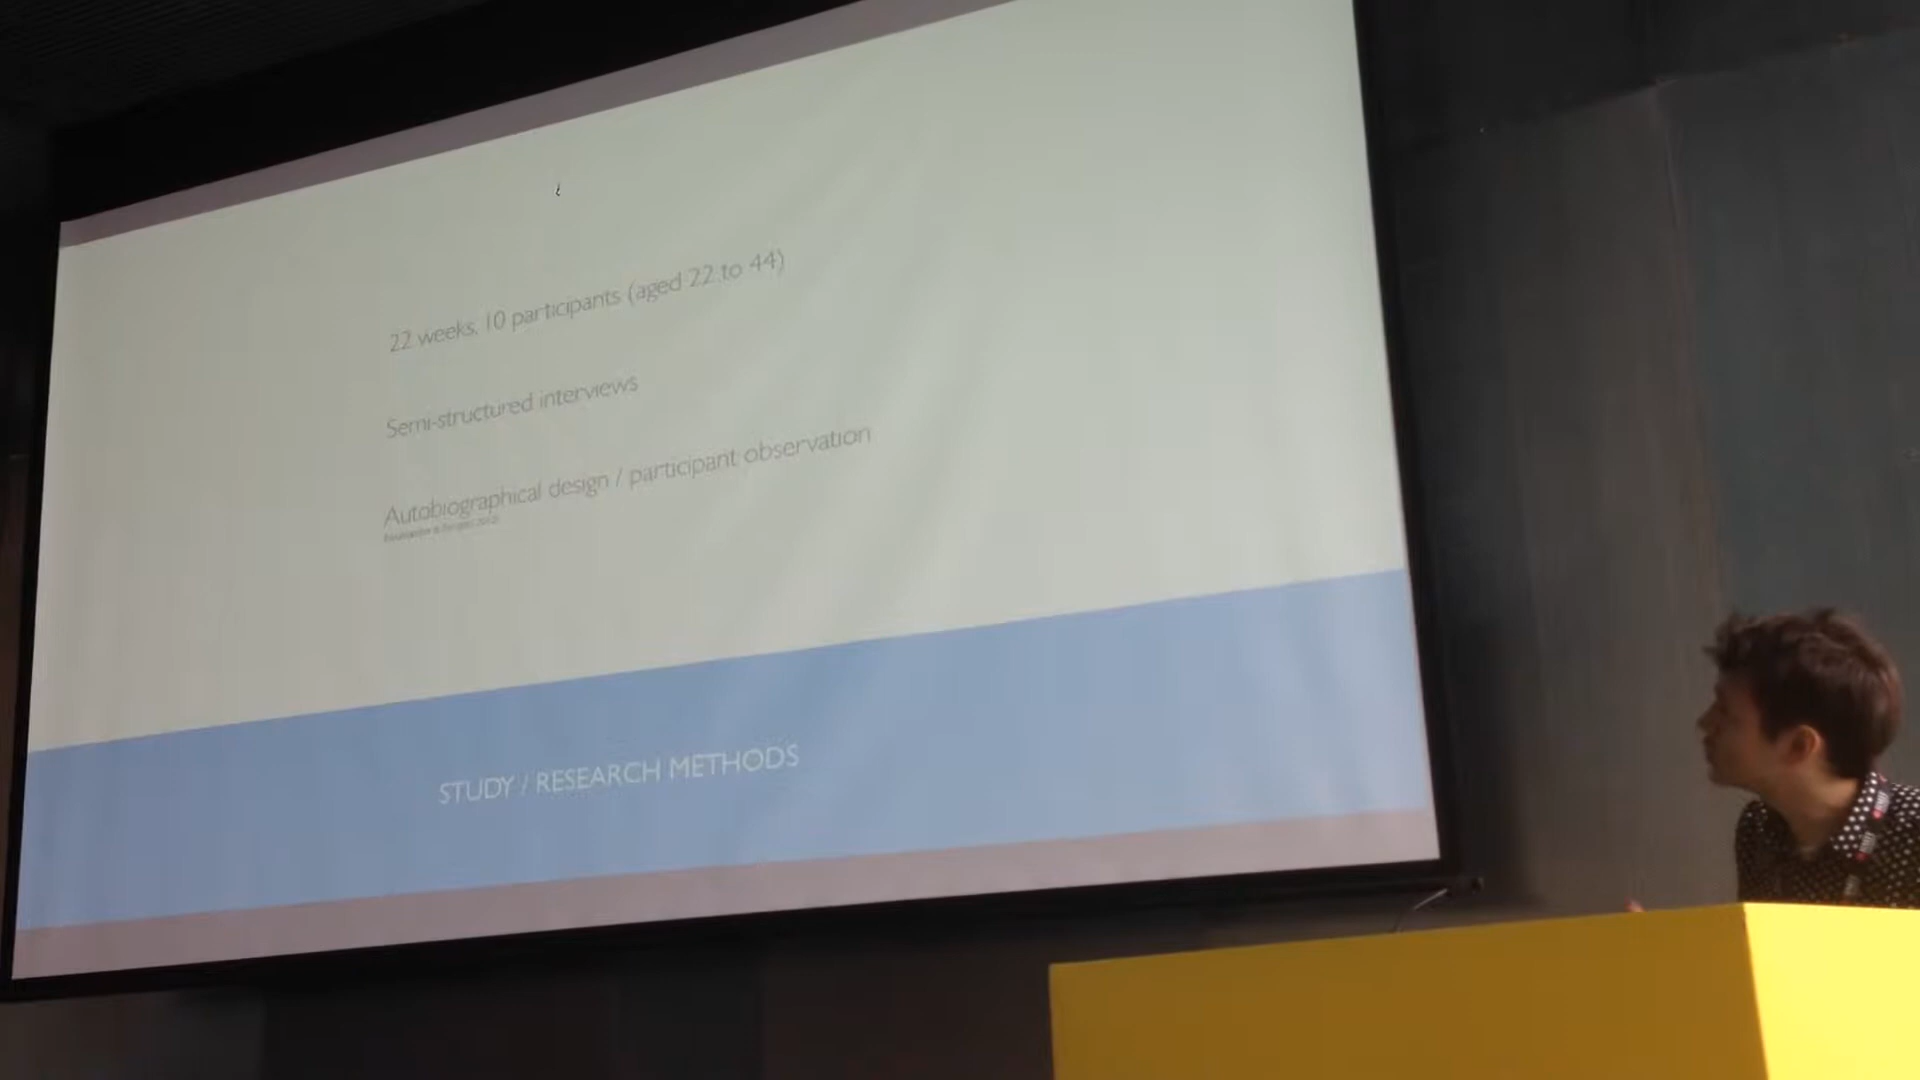 22 weeks, 10 participants (aged 22 to 44)
Semi-structured interviews
Autobiographical design / participant observation
STUDY / RESEARCH METHODS